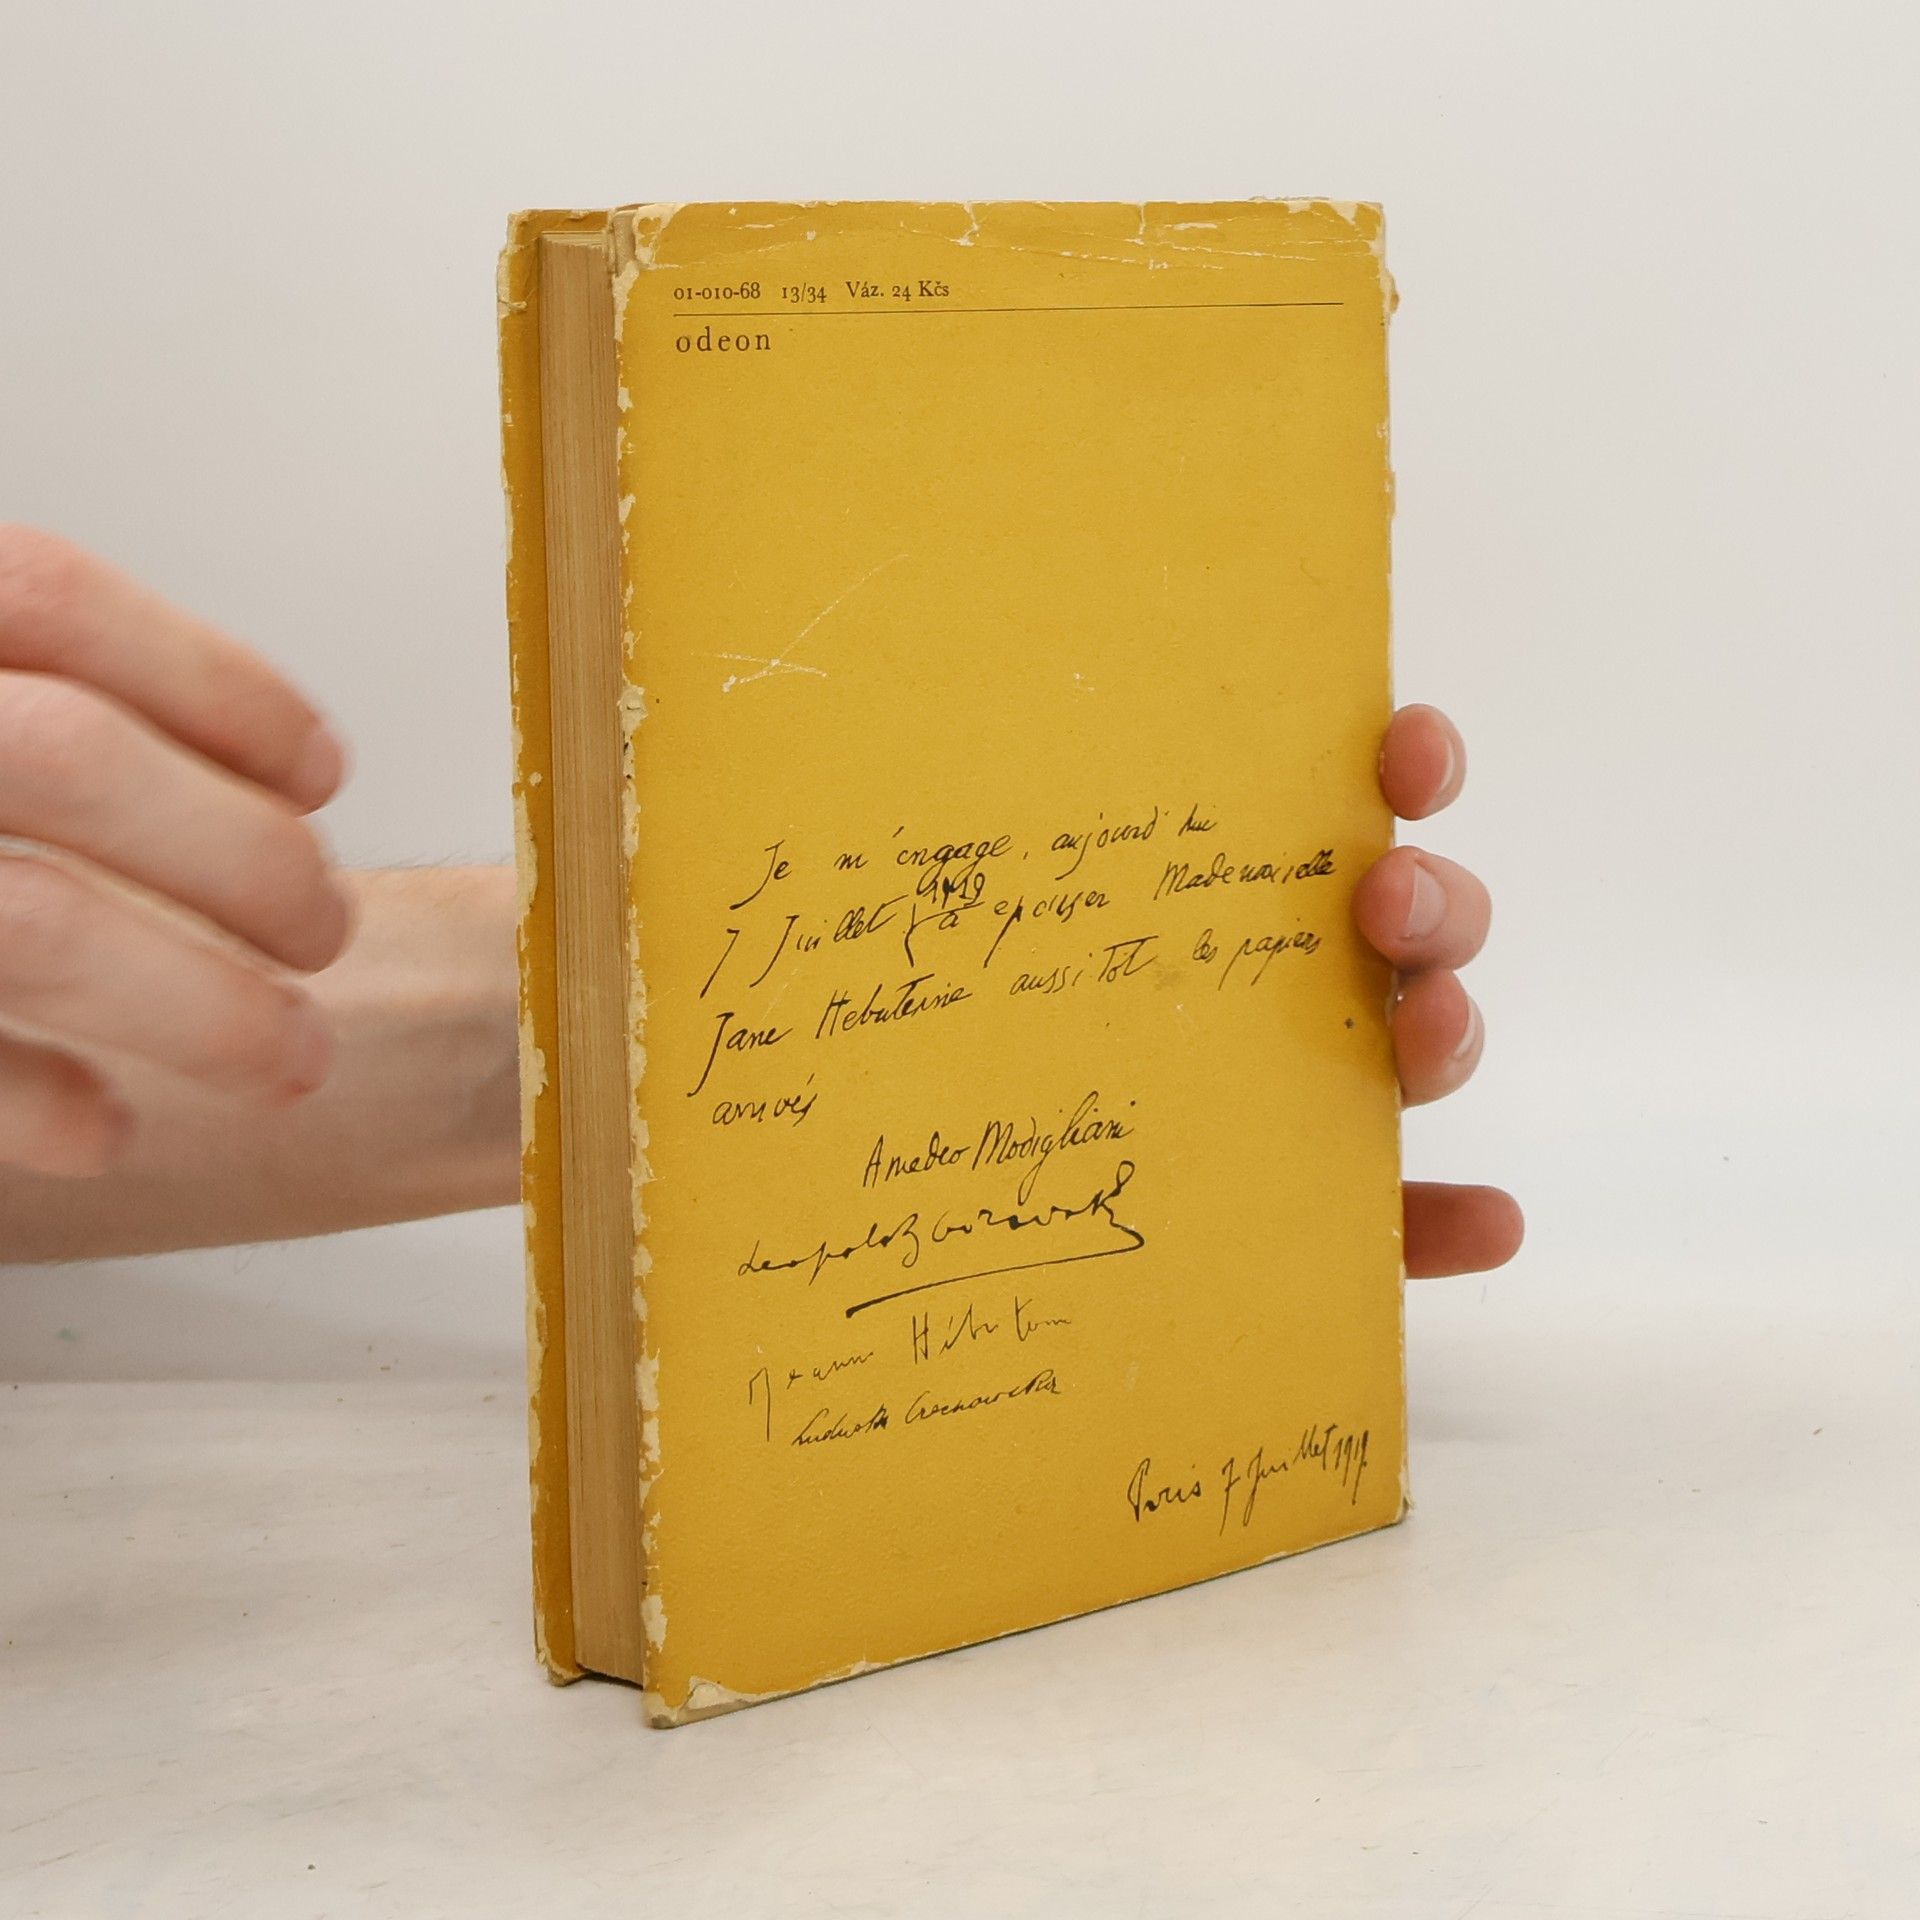 01-010-68 13/34 Váz. 24 Kčs
odeon
Je m'engage, aujourd'hui
7 Juillet 1919 à epouser Mademoiselle
Jane Hebuterne aussitôt les papiers
arrivés
Amedeo Modigliani
Leopold Zborowski
Jeanne Hébuterne
Lunia Czechowska
Paris 7 Juillet 1919